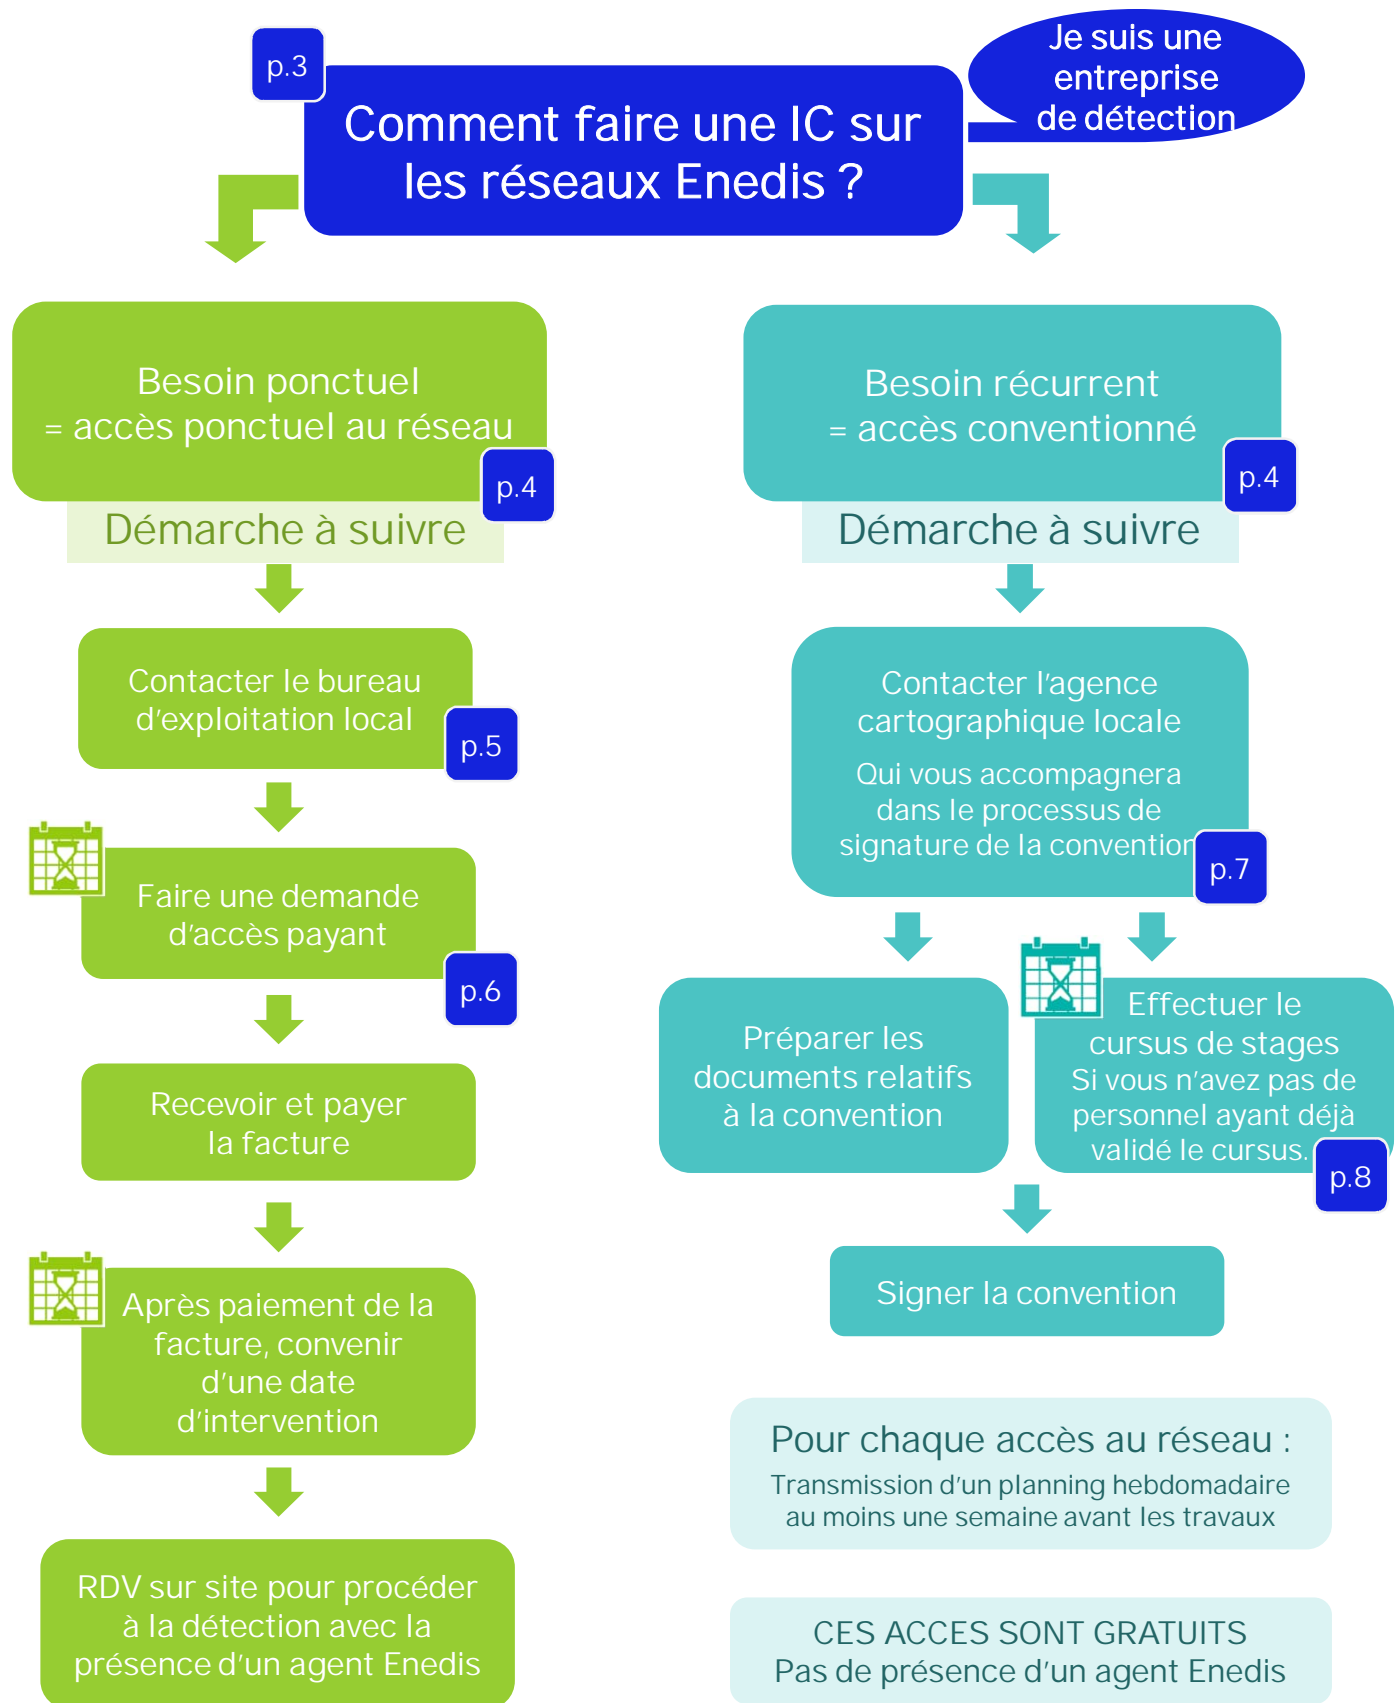 p.3
Comment faire une IC sur
les réseaux Enedis ?
Je suis une
entreprise
de détection
Besoin ponctuel
= accès ponctuel au réseau
p.4
Démarche à suivre
Contacter le bureau
d'exploitation local
p.5
Faire une demande
d'accès payant
p.6
Recevoir et payer
la facture
Après paiement de la
facture, convenir
d'une date
d'intervention
RDV sur site pour procéder
à la détection avec la
présence d'un agent Enedis
Besoin récurrent
= accès conventionné
p.4
Démarche à suivre
Contacter l'agence
cartographique locale
Qui vous accompagnera
dans le processus de
signature de la convention
p.7
Préparer les
documents relatifs
à la convention
Effectuer le
cursus de stages
Si vous n'avez pas de
personnel ayant déjà
validé le cursus.
p.8
Signer la convention
Pour chaque accès au réseau :
Transmission d'un planning hebdomadaire
au moins une semaine avant les travaux
CES ACCES SONT GRATUITS
Pas de présence d'un agent Enedis